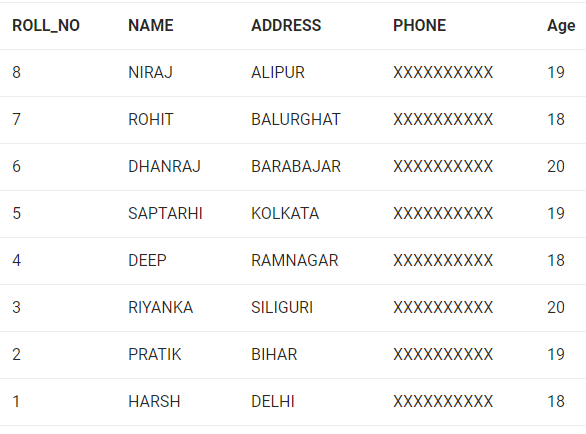 ROLL_NO NAME ADDRESS PHONE Age
8 NIRAJ ALIPUR XXXXXXXXXX 19
7 ROHIT BALURGHAT XXXXXXXXXX 18
6 DHANRAJ BARABAJAR XXXXXXXXXX 20
5 SAPTARHI KOLKATA XXXXXXXXXX 19
4 DEEP RAMNAGAR XXXXXXXXXX 18
3 RIYANKA SILIGURI XXXXXXXXXX 20
2 PRATIK BIHAR XXXXXXXXXX 19
1 HARSH DELHI XXXXXXXXXX 18